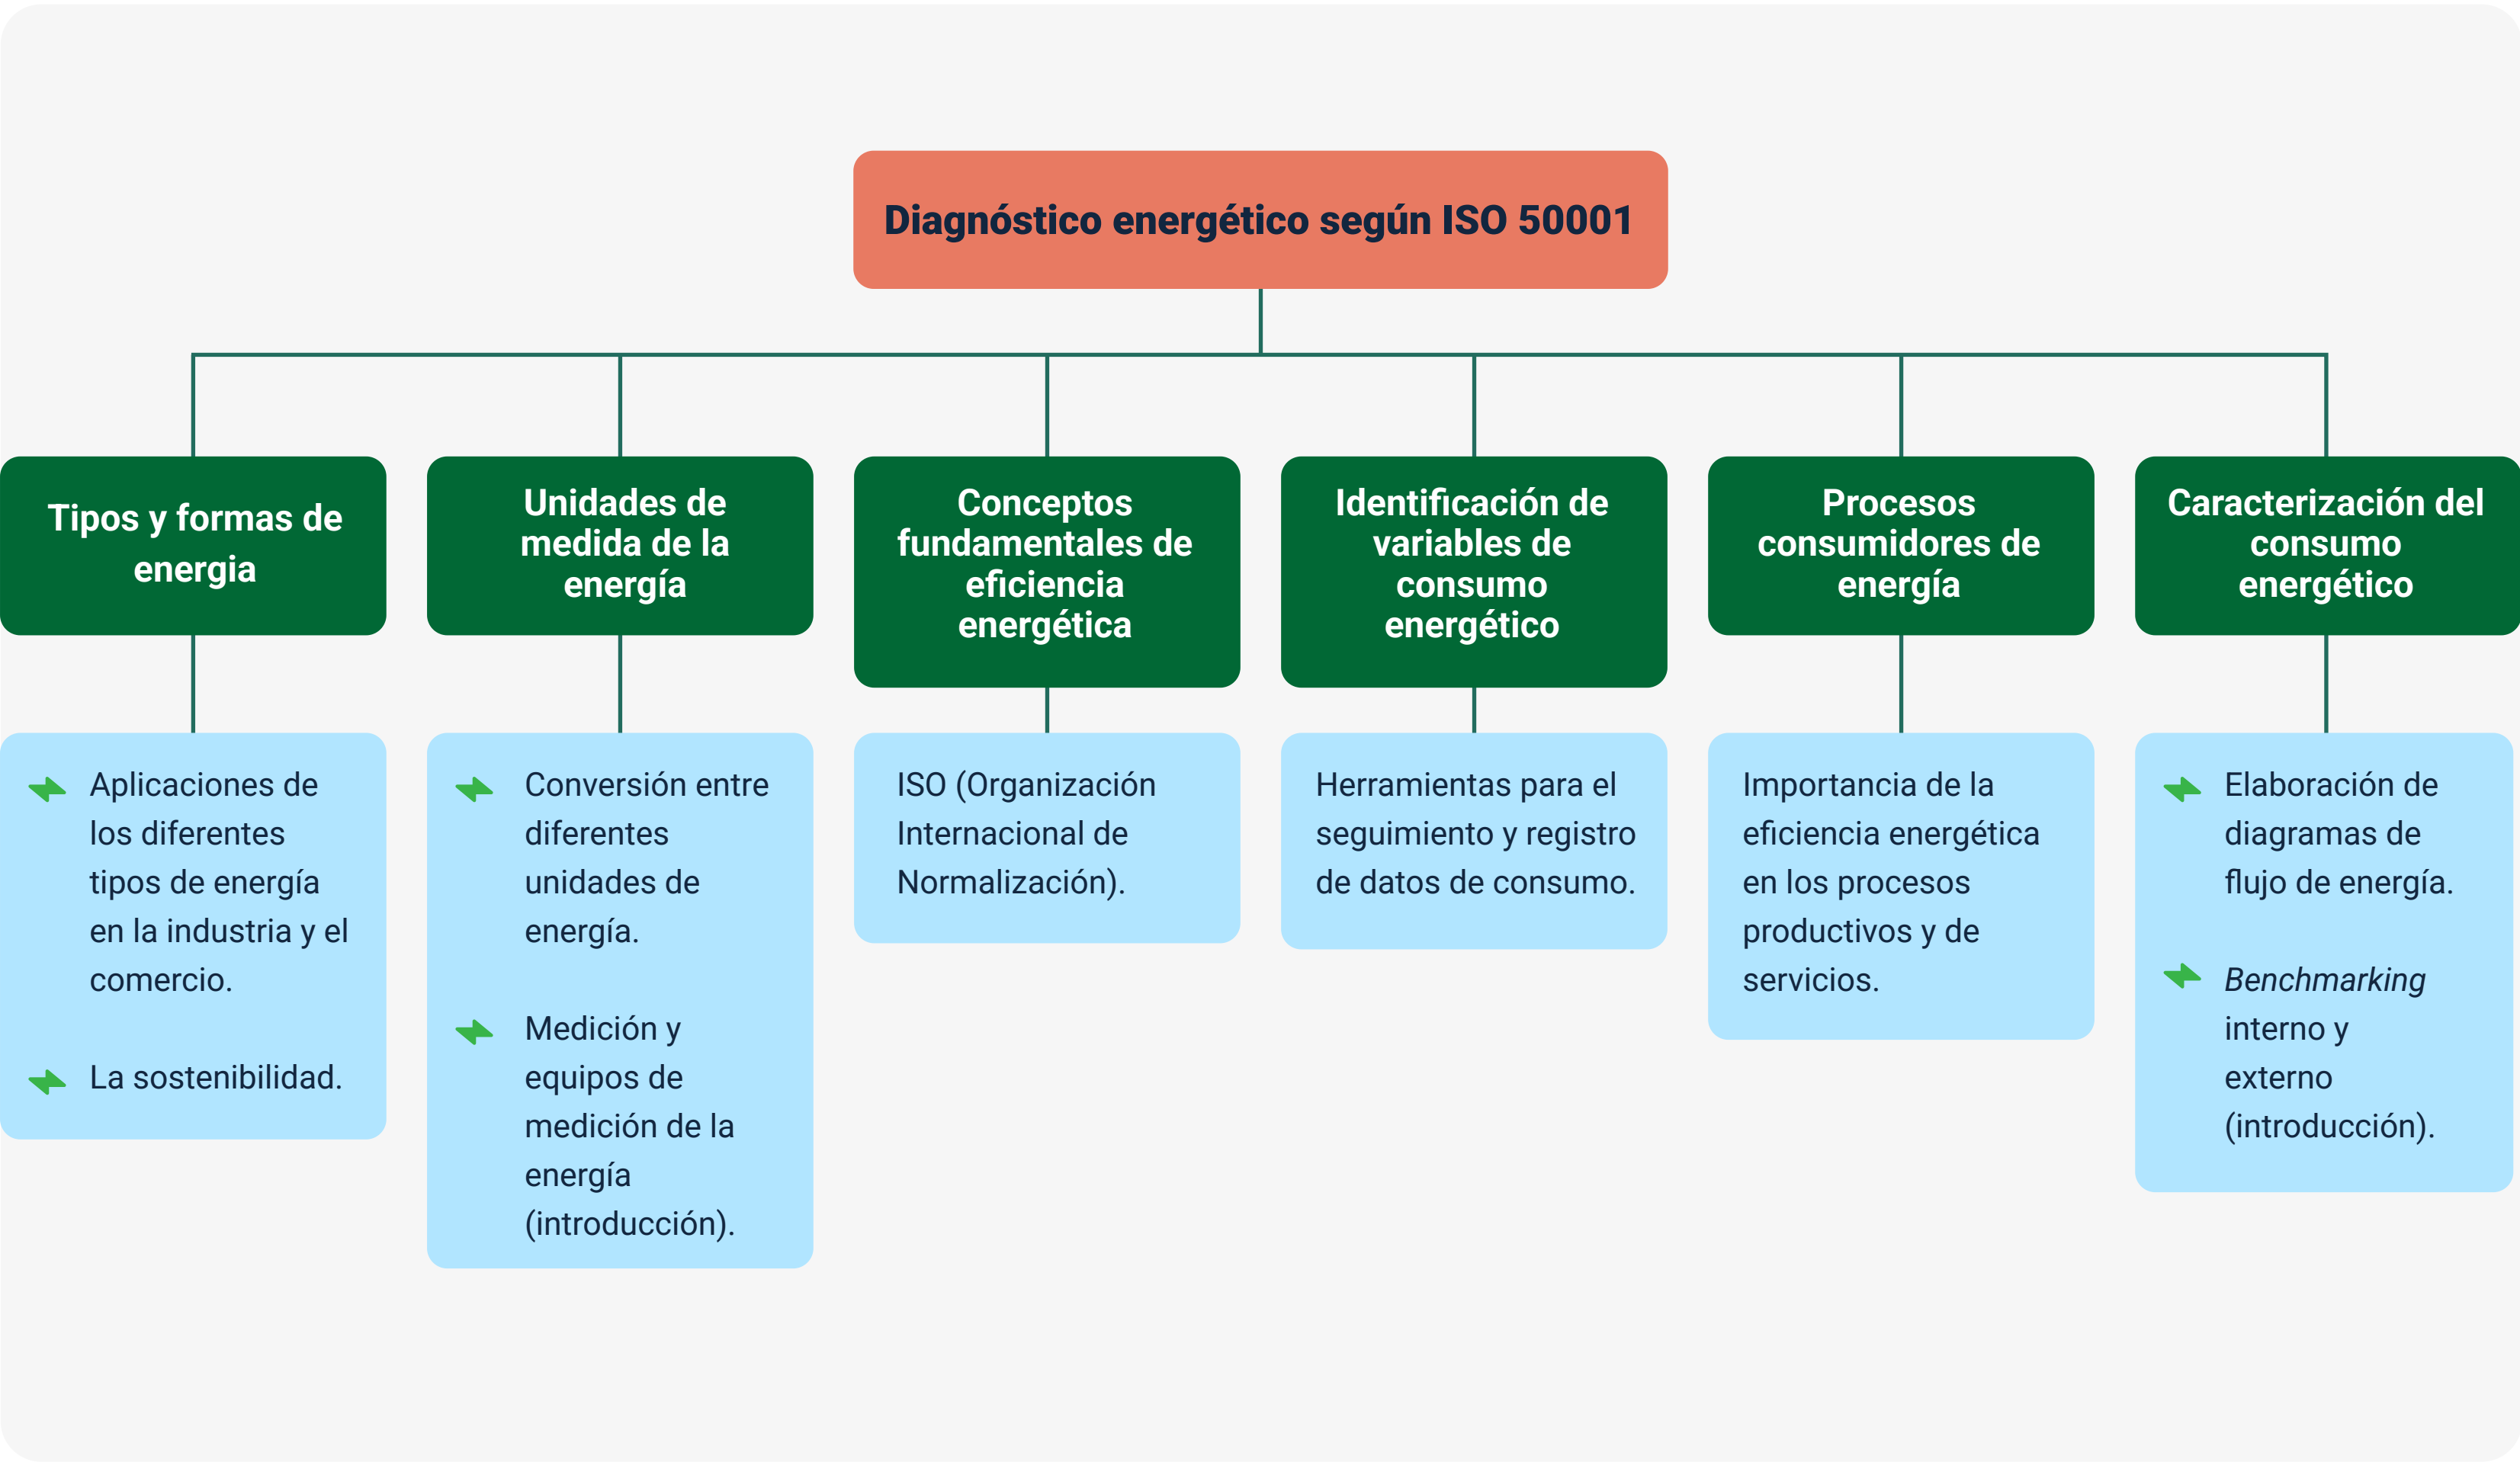 Diagnóstico energético según ISO 50001
Tipos y formas de
energia
Unidades de
medida de la
energía
Conceptos
fundamentales de
eficiencia
energética
Identificación de
variables de
consumo
energético
Procesos
consumidores de
energía
Caracterización del
consumo
energético
Aplicaciones de
los diferentes
tipos de energía
en la industria y el
comercio.
La sostenibilidad.
Conversión entre
diferentes
unidades de
energía.
Medición y
equipos de
medición de la
energía
(introducción).
ISO (Organización
Internacional de
Normalización).
Herramientas para el
seguimiento y registro
de datos de consumo.
Importancia de la
eficiencia energética
en los procesos
productivos y de
servicios.
Elaboración de
diagramas de
flujo de energía.
Benchmarking
interno y
externo
(introducción).